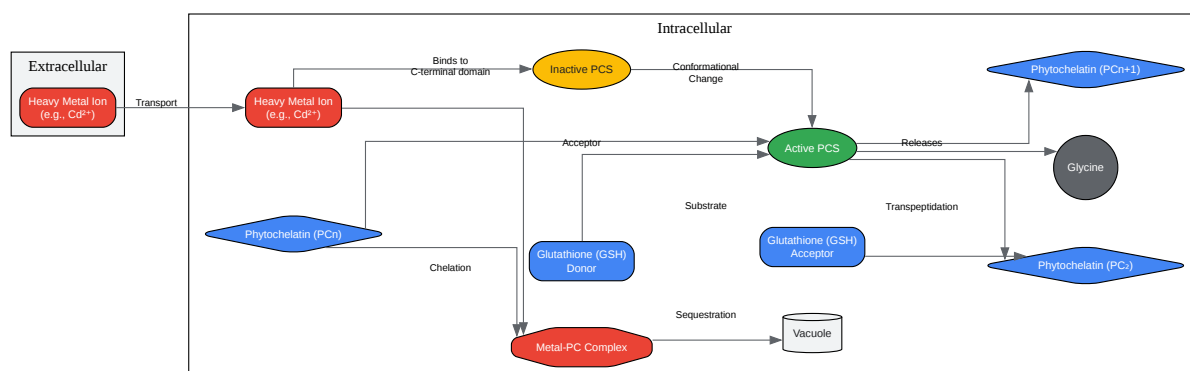 Intracellular
Extracellular
Heavy Metal Ion
(e.g., Cd²⁺)
Transport
Heavy Metal Ion
(e.g., Cd²⁺)
Binds to
C-terminal domain
Inactive PCS
Conformational
Change
Phytochelatin (PCn+1)
Acceptor
Active PCS
Releases
Glycine
Phytochelatin (PCn)
Substrate
Transpeptidation
Chelation
Glutathione (GSH)
Donor
Glutathione (GSH)
Acceptor
Phytochelatin (PC₂)
Sequestration
Metal-PC Complex
Vacuole